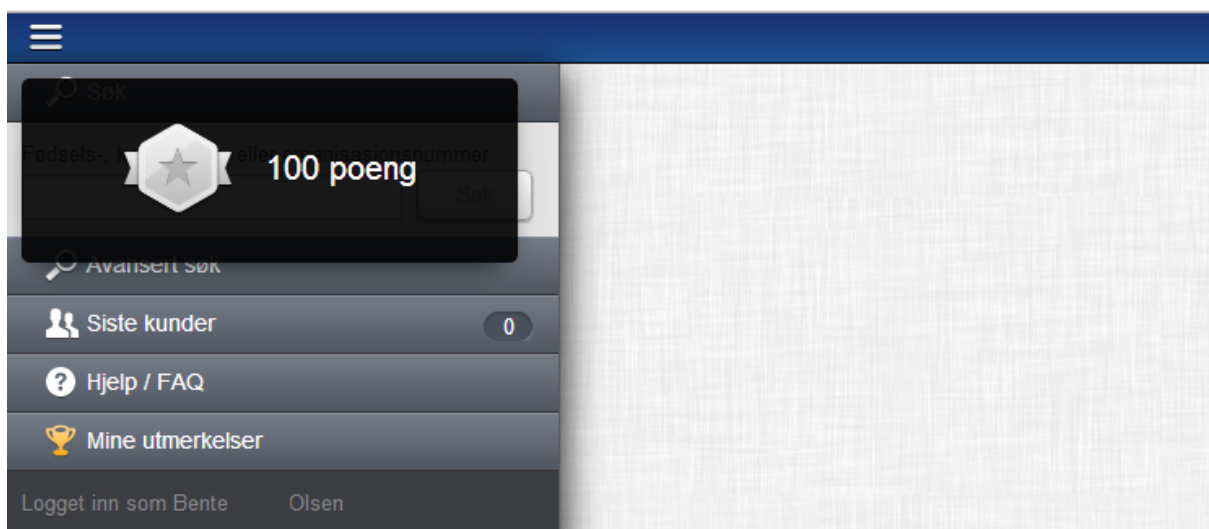 Søk
Fødsels-, eller organisasjonsnummer
100 poeng
Søk
Avansert søk
Siste kunder
0
Hjelp / FAQ
Mine utmerkelser
Logget inn som Bente Olsen